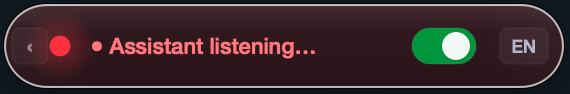 ‹ • Assistant listening... EN